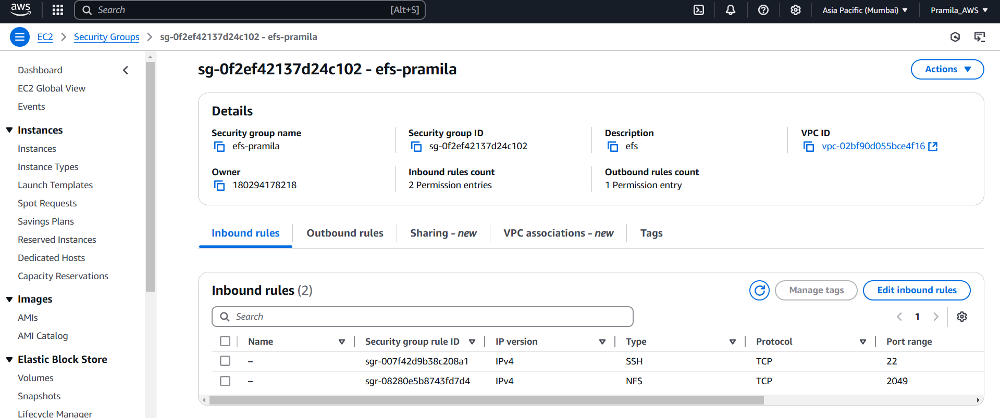 aws
Search [Alt+S]
Asia Pacific (Mumbai)
Pramila_AWS
EC2 > Security Groups > sg-0f2ef42137d24c102 - efs-pramila
Dashboard
EC2 Global View
Events
Instances
Instances
Instance Types
Launch Templates
Spot Requests
Savings Plans
Reserved Instances
Dedicated Hosts
Capacity Reservations
Images
AMIs
AMI Catalog
Elastic Block Store
Volumes
Snapshots
Lifecycle Manager
sg-0f2ef42137d24c102 - efs-pramila
Actions
Details
Security group name
efs-pramila
Security group ID
sg-0f2ef42137d24c102
Description
efs
VPC ID
vpc-02bf90d055bce4f16
Owner
180294178218
Inbound rules count
2 Permission entries
Outbound rules count
1 Permission entry
Inbound rules
Outbound rules
Sharing - new
VPC associations - new
Tags
Inbound rules (2)
Manage tags
Edit inbound rules
Search
1
Name Security group rule ID IP version Type Protocol Port range
– sgr-007f42d9b38c208a1 IPv4 SSH TCP 22
– sgr-08280e5b8743fd7d4 IPv4 NFS TCP 2049